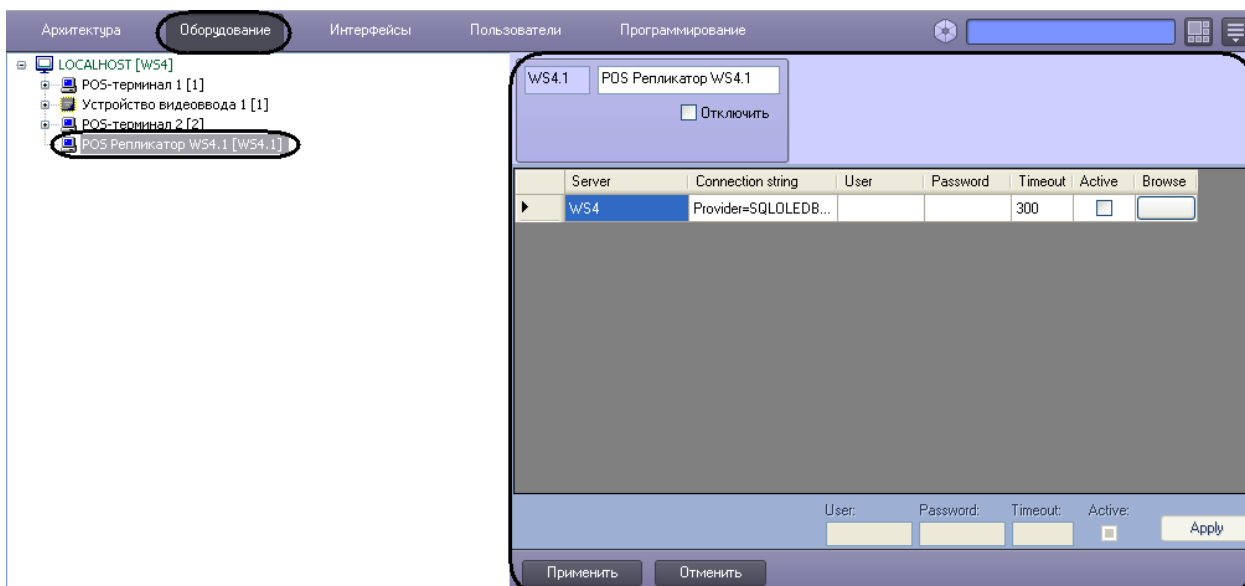 Архитектура Оборудование Интерфейсы Пользователи Программирование
LOCALHOST [WS4]
POS-терминал 1 [1]
Устройство видеоввода 1 [1]
POS-терминал 2 [2]
POS Репликатор WS4.1 [WS4.1]
WS4.1 POS Репликатор WS4.1
Отключить
Server Connection string User Password Timeout Active Browse
WS4 Provider=SQLOLEDB... 300
User: Password: Timeout: Active:
Apply
Применить Отменить